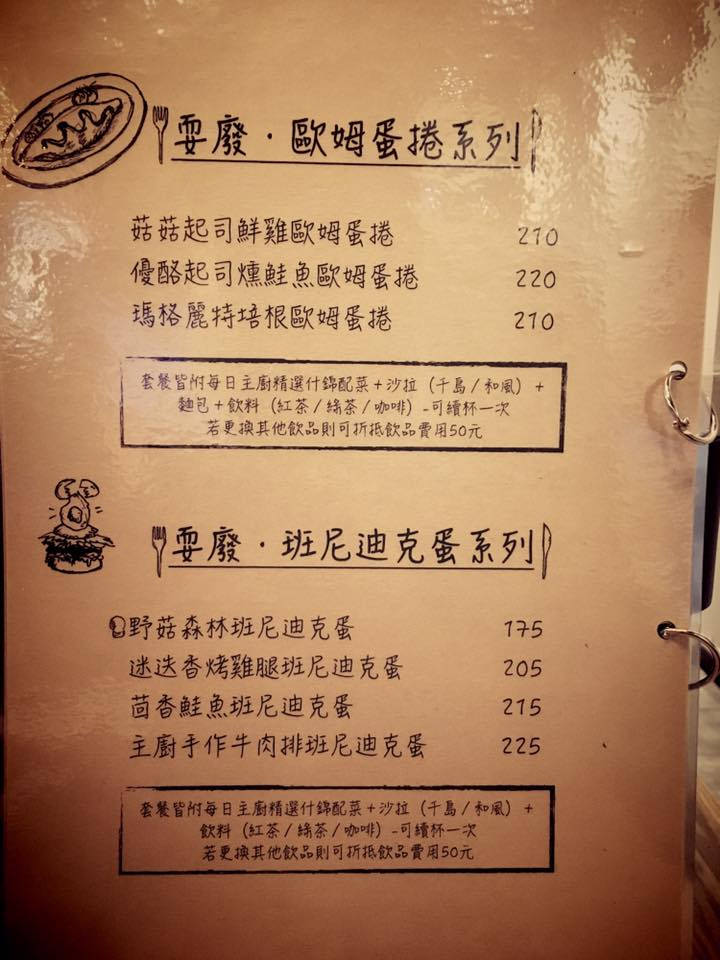 耍廢·歐姆蛋捲系列
菇菇起司鮮雞歐姆蛋捲 210
優酪起司燻鮭魚歐姆蛋捲 220
瑪格麗特培根歐姆蛋捲 210
套餐皆附每日主廚精選什錦配菜+沙拉（千島/和風）+
麵包+飲料（紅茶/綠茶/咖啡）-可續杯一次
若更換其他飲品則可折抵飲品費用50元
耍廢·班尼迪克蛋系列
野菇森林班尼迪克蛋 175
迷迭香烤雞腿班尼迪克蛋 205
茴香鮭魚班尼迪克蛋 215
主廚手作牛肉排班尼迪克蛋 225
套餐皆附每日主廚精選什錦配菜+沙拉（千島/和風）+
飲料（紅茶/綠茶/咖啡）-可續杯一次
若更換其他飲品則可折抵飲品費用50元